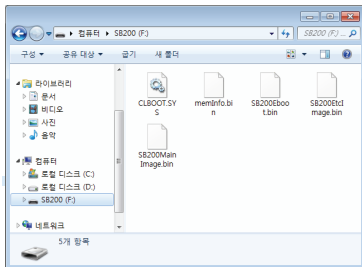 컴퓨터 ▸ SB200 (F:)
SB200 (F:)...
구성 ▾ 공유 대상 ▾ 굽기 새 폴더
라이브러리
문서
비디오
사진
음악
컴퓨터
로컬 디스크 (C:)
로컬 디스크 (D:)
SB200 (F:)
네트워크
CLBOOT.SY
S
memInfo.bi
n
SB200Eboo
t.bin
SB200EtcI
mage.bin
SB200Main
Image.bin
5개 항목